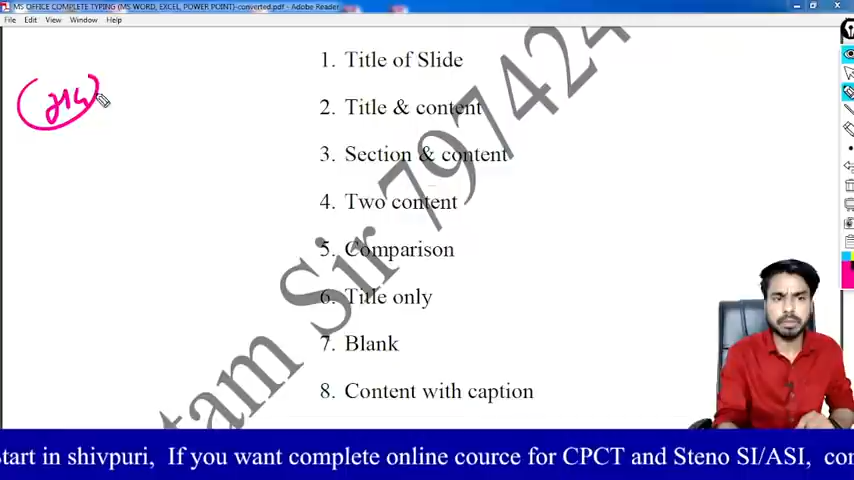 MS OFFICE COMPLETE TYPING (MS WORD, EXCEL, POWER POINT)-converted.pdf - Adobe Reader
File Edit View Window Help
1. Title of Slide
2. Title & content
3. Section & content
4. Two content
5. Comparison
6. Title only
7. Blank
8. Content with caption
tam Sir 797424
start in shivpuri, If you want complete online cource for CPCT and Steno SI/ASI, con